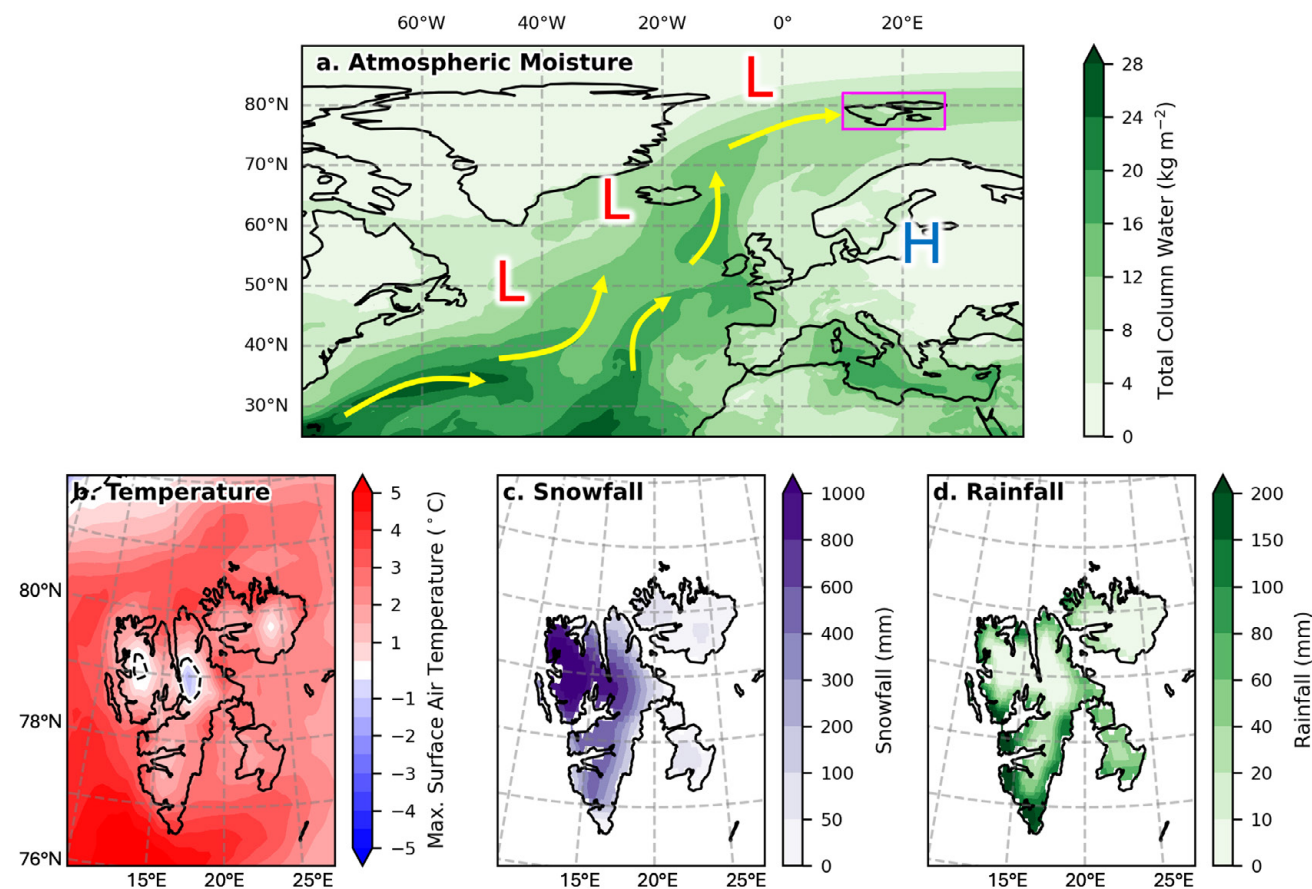 60°W 40°W 20°W 0° 20°E
a. Atmospheric Moisture
L
L
L
H
80°N
70°N
60°N
50°N
40°N
30°N
28
24
20
16
12
8
4
0
Total Column Water (kg m⁻²)
b. Temperature
80°N
78°N
76°N
15°E 20°E 25°E
5
4
3
2
1
−1
−2
−3
−4
−5
Max. Surface Air Temperature (°C)
c. Snowfall
15°E 20°E 25°E
1000
800
600
400
300
200
100
50
0
Snowfall (mm)
d. Rainfall
15°E 20°E 25°E
200
150
100
80
60
40
20
10
0
Rainfall (mm)